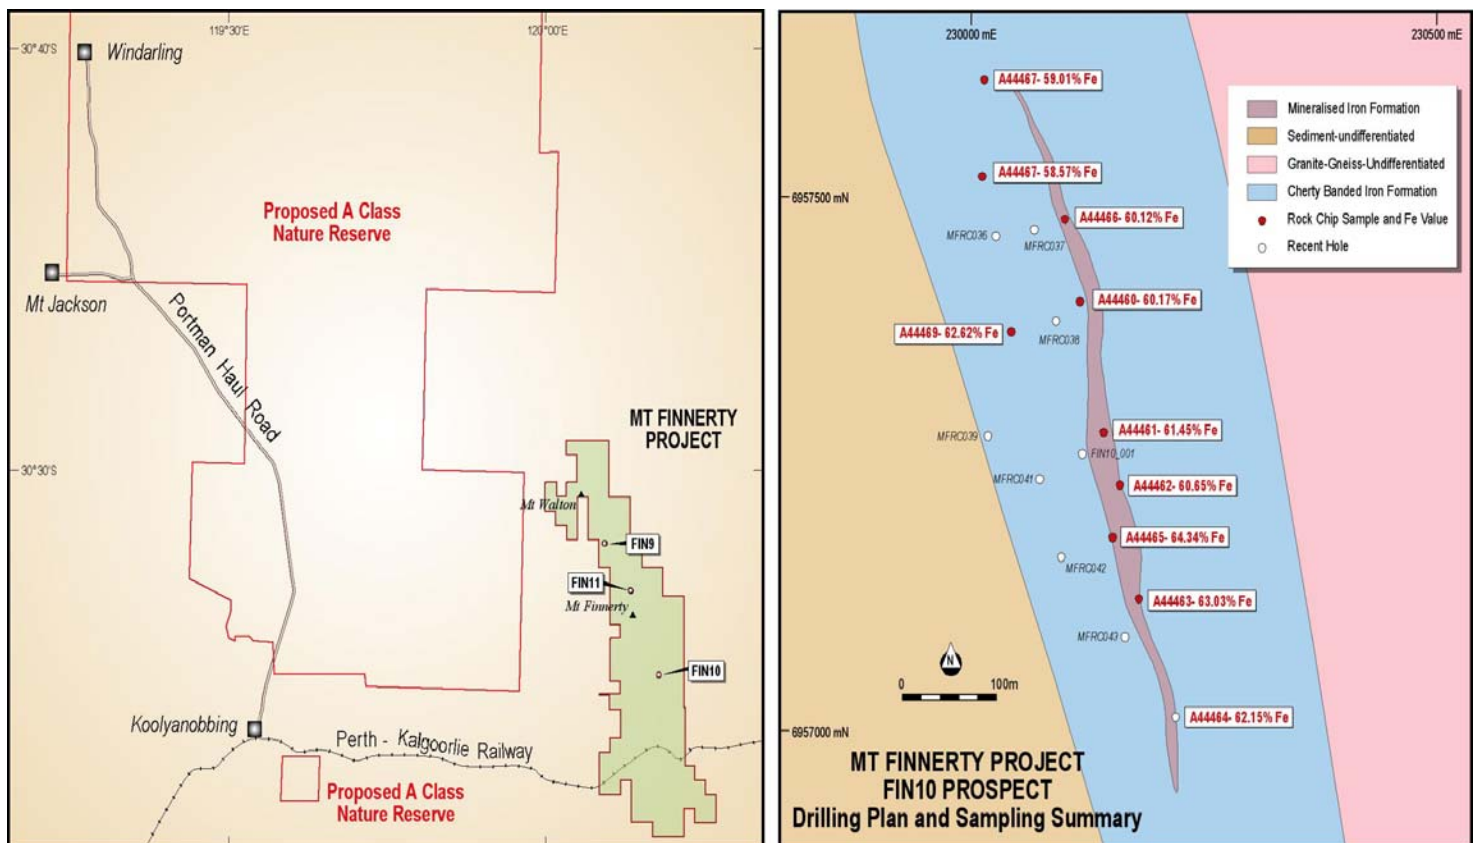 119°30'E
120°00'E
30°40'S
Windarling
Proposed A Class
Nature Reserve
Mt Jackson
Portman Haul Road
MT FINNERTY
PROJECT
30°30'S
Mt Walton
FIN9
FIN11
Mt Finnerty
FIN10
Koolyanobbing
Perth - Kalgoorlie Railway
Proposed A Class
Nature Reserve
230000 mE
230500 mE
A44467- 59.01% Fe
Mineralised Iron Formation
Sediment-undifferentiated
Granite-Gneiss-Undifferentiated
Cherty Banded Iron Formation
Rock Chip Sample and Fe Value
Recent Hole
A44467- 58.57% Fe
6957500 mN
A44466- 60.12% Fe
MFRC036
MFRC037
A44460- 60.17% Fe
A44469- 62.62% Fe
MFRC038
A44461- 61.45% Fe
MFRC039
FIN10_001
MFRC041
A44462- 60.65% Fe
A44465- 64.34% Fe
MFRC042
A44463- 63.03% Fe
MFRC043
N
0
100m
A44464- 62.15% Fe
6957000 mN
MT FINNERTY PROJECT
FIN10 PROSPECT
Drilling Plan and Sampling Summary